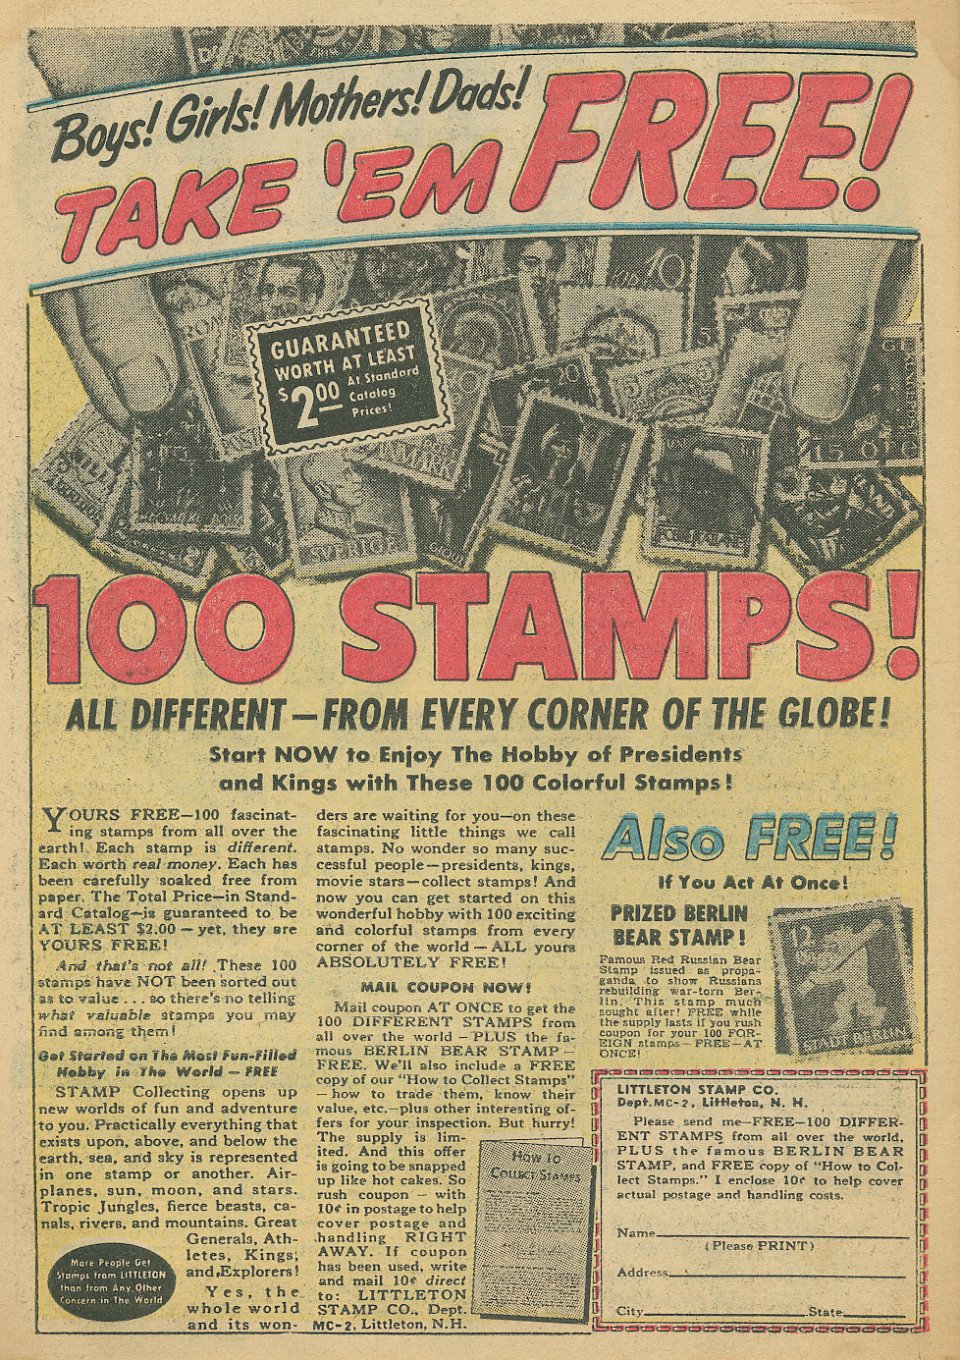 Boys! Girls! Mothers! Dads!
TAKE 'EM FREE!
GUARANTEED
WORTH AT LEAST
$2.00 At Standard
Catalog
Prices!
10
20
5
15
DANMARK
SVERIGE
100 STAMPS!
ALL DIFFERENT—FROM EVERY CORNER OF THE GLOBE!
Start NOW to Enjoy The Hobby of Presidents
and Kings with These 100 Colorful Stamps!
YOURS FREE—100 fascinat-
ing stamps from all over the
earth! Each stamp is different.
Each worth real money. Each has
been carefully soaked free from
paper. The Total Price—in Stand-
ard Catalog—is guaranteed to be
AT LEAST $2.00—yet, they are
YOURS FREE!
And that's not all! These 100
stamps have NOT been sorted out
as to value...so there's no telling
what valuable stamps you may
find among them!
Get Started on The Most Fun-Filled
Hobby in The World — FREE
STAMP Collecting opens up
new worlds of fun and adventure
to you. Practically everything that
exists upon, above, and below the
earth, sea, and sky is represented
in one stamp or another. Air-
planes, sun, moon, and stars.
Tropic Jungles, fierce beasts, ca-
nals, rivers, and mountains. Great
Generals, Ath-
letes, Kings,
and Explorers!
Yes, the
whole world
and its won-
More People Get
Stamps from LITTLETON
than from Any Other
Concern in The World
ders are waiting for you—on these
fascinating little things we call
stamps. No wonder so many suc-
cessful people—presidents, kings,
movie stars—collect stamps! And
now you can get started on this
wonderful hobby with 100 exciting
and colorful stamps from every
corner of the world — ALL yours
ABSOLUTELY FREE!
MAIL COUPON NOW!
Mail coupon AT ONCE to get the
100 DIFFERENT STAMPS from
all over the world — PLUS the fa-
mous BERLIN BEAR STAMP —
FREE. We'll also include a FREE
copy of our "How to Collect Stamps"
— how to trade them, know their
value, etc.—plus other interesting of-
fers for your inspection. But hurry!
The supply is lim-
ited. And this offer
is going to be snapped
up like hot cakes. So
rush coupon — with
10¢ in postage to help
cover postage and
handling RIGHT
AWAY. If coupon
has been used, write
and mail 10¢ direct
to: LITTLETON
STAMP CO., Dept.
MC-2, Littleton, N.H.
HOW TO
COLLECT STAMPS
Also FREE!
If You Act At Once!
PRIZED BERLIN
BEAR STAMP!
Famous Red Russian Bear
Stamp issued as propa-
ganda to show Russians
rebuilding war-torn Ber-
lin. This stamp much
sought after! FREE while
the supply lasts if you rush
coupon for your 100 FOR-
EIGN stamps—FREE—AT
ONCE!
12
STADT BERLIN
LITTLETON STAMP CO.
Dept. MC-2, Littleton, N. H.
Please send me—FREE—100 DIFFER-
ENT STAMPS from all over the world,
PLUS the famous BERLIN BEAR
STAMP, and FREE copy of "How to Col-
lect Stamps." I enclose 10¢ to help cover
actual postage and handling costs.
Name
(Please PRINT)
Address
City State